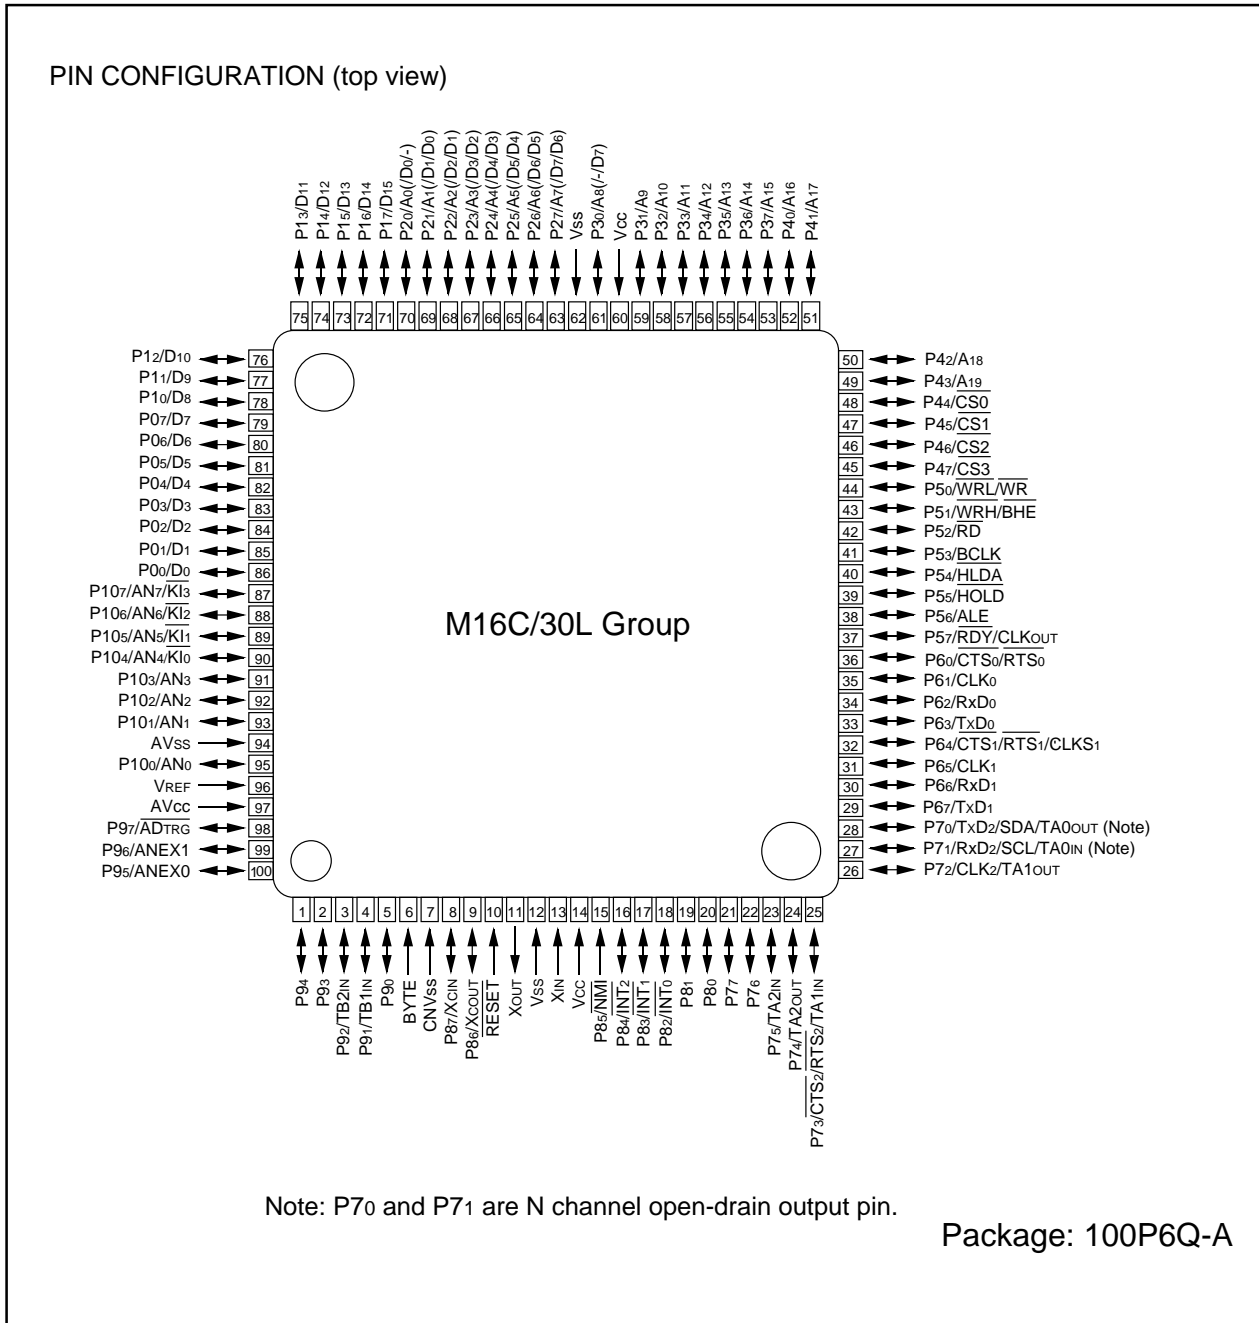 PIN CONFIGURATION (top view)
P13/D11
P14/D12
P15/D13
P16/D14
P17/D15
P20/A0(/D0/-)
P21/A1(/D1/D0)
P22/A2(/D2/D1)
P23/A3(/D3/D2)
P24/A4(/D4/D3)
P25/A5(/D5/D4)
P26/A6(/D6/D5)
P27/A7(/D7/D6)
Vss
P30/A8(/-/D7)
Vcc
P31/A9
P32/A10
P33/A11
P34/A12
P35/A13
P36/A14
P37/A15
P40/A16
P41/A17
75 74 73 72 71 70 69 68 67 66 65 64 63 62 61 60 59 58 57 56 55 54 53 52 51
P12/D10 76
P11/D9 77
P10/D8 78
P07/D7 79
P06/D6 80
P05/D5 81
P04/D4 82
P03/D3 83
P02/D2 84
P01/D1 85
P00/D0 86
P107/AN7/KI3 87
P106/AN6/KI2 88
P105/AN5/KI1 89
P104/AN4/KI0 90
P103/AN3 91
P102/AN2 92
P101/AN1 93
AVSS 94
P100/AN0 95
VREF 96
AVcc 97
P97/ADTRG 98
P96/ANEX1 99
P95/ANEX0 100
M16C/30L Group
50 P42/A18
49 P43/A19
48 P44/CS0
47 P45/CS1
46 P46/CS2
45 P47/CS3
44 P50/WRL/WR
43 P51/WRH/BHE
42 P52/RD
41 P53/BCLK
40 P54/HLDA
39 P55/HOLD
38 P56/ALE
37 P57/RDY/CLKOUT
36 P60/CTS0/RTS0
35 P61/CLK0
34 P62/RxD0
33 P63/TxD0
32 P64/CTS1/RTS1/CLKS1
31 P65/CLK1
30 P66/RxD1
29 P67/TxD1
28 P70/TxD2/SDA/TA0OUT (Note)
27 P71/RxD2/SCL/TA0IN (Note)
26 P72/CLK2/TA1OUT
1 2 3 4 5 6 7 8 9 10 11 12 13 14 15 16 17 18 19 20 21 22 23 24 25
P94
P93
P92/TB2IN
P91/TB1IN
P90
BYTE
CNVss
P87/XCIN
P86/XCOUT
RESET
XOUT
Vss
XIN
Vcc
P85/NMI
P84/INT2
P83/INT1
P82/INT0
P81
P80
P77
P76
P75/TA2IN
P74/TA2OUT
P73/CTS2/RTS2/TA1IN
Note: P70 and P71 are N channel open-drain output pin.
Package: 100P6Q-A